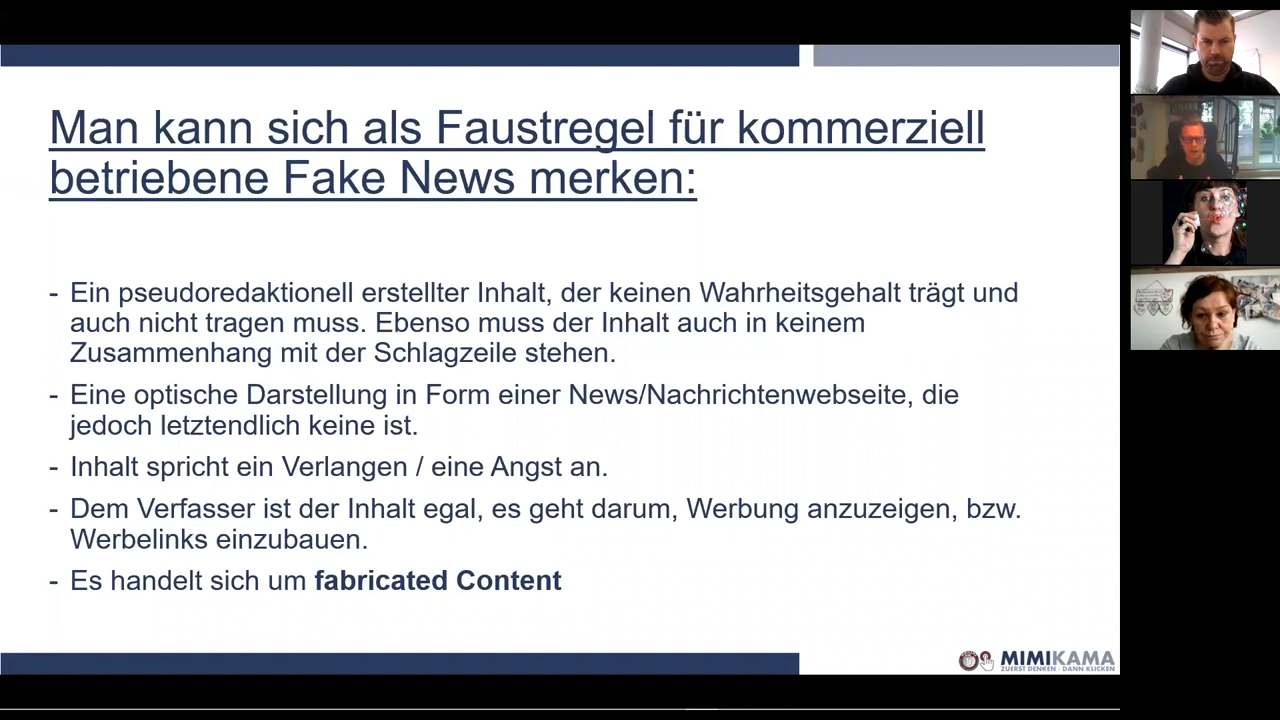 Man kann sich als Faustregel für kommerziell
betriebene Fake News merken:
- Ein pseudoredaktionell erstellter Inhalt, der keinen Wahrheitsgehalt trägt und
auch nicht tragen muss. Ebenso muss der Inhalt auch in keinem
Zusammenhang mit der Schlagzeile stehen.
- Eine optische Darstellung in Form einer News/Nachrichtenwebseite, die
jedoch letztendlich keine ist.
- Inhalt spricht ein Verlangen / eine Angst an.
- Dem Verfasser ist der Inhalt egal, es geht darum, Werbung anzuzeigen, bzw.
Werbelinks einzubauen.
- Es handelt sich um fabricated Content
MIMIKAMA
ZUERST DENKEN - DANN KLICKEN